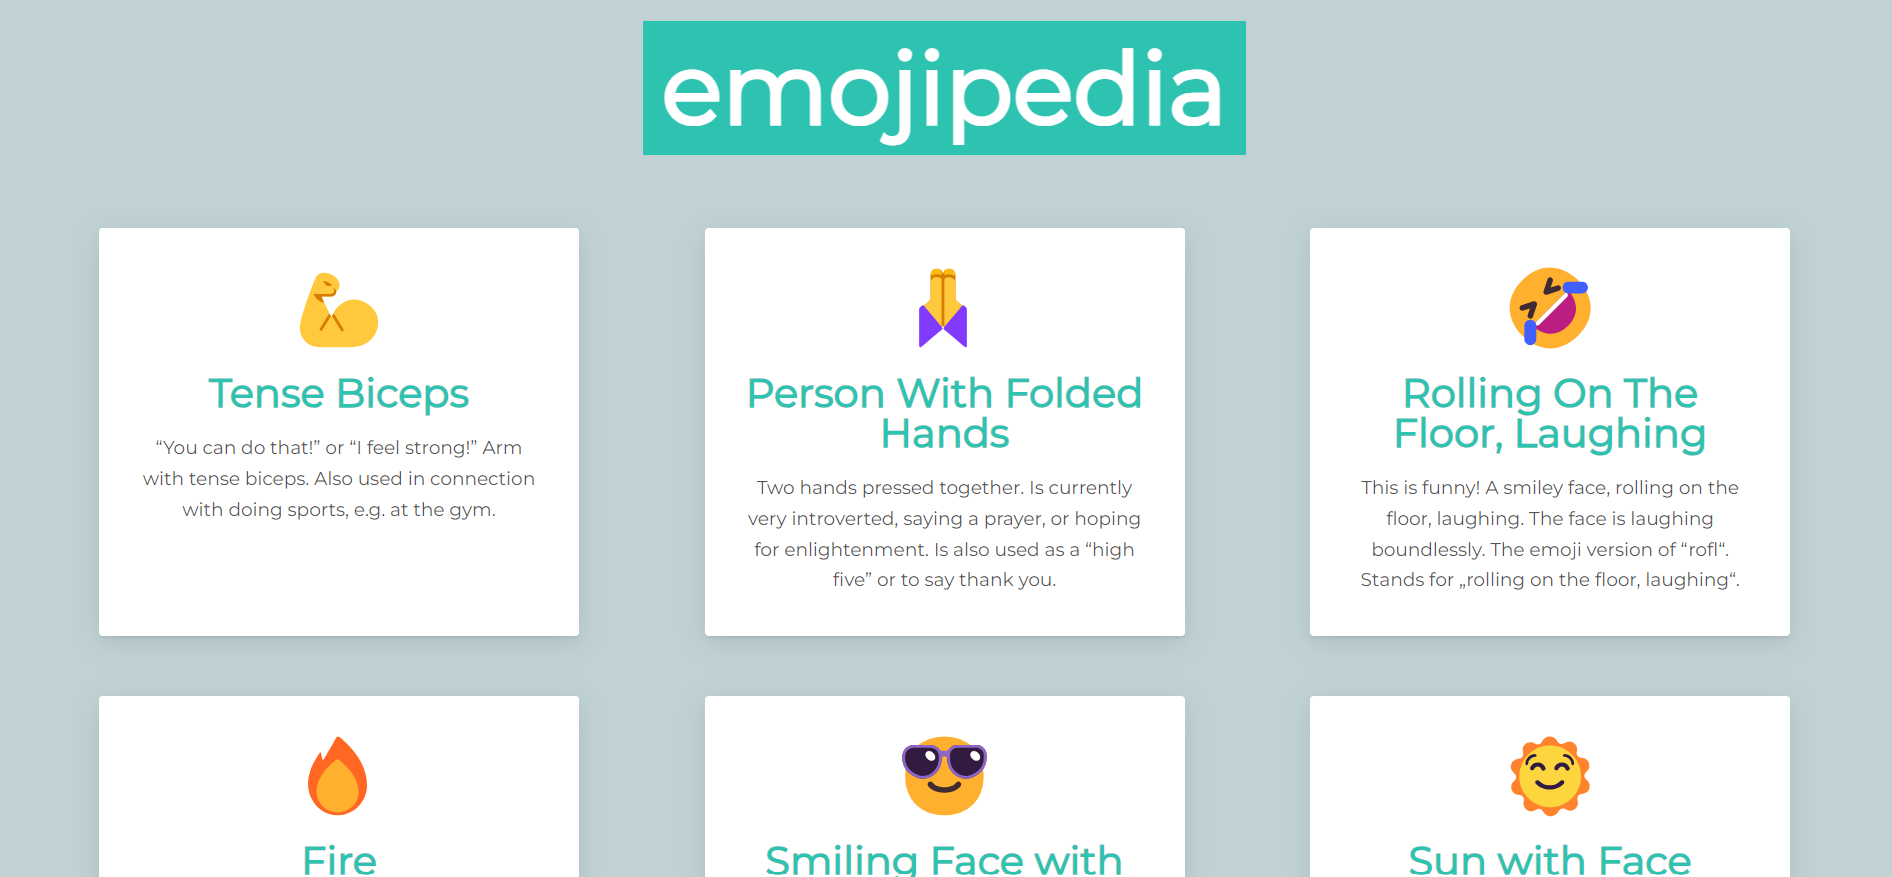 emojipedia
Tense Biceps
“You can do that!” or “I feel strong!” Arm
with tense biceps. Also used in connection
with doing sports, e.g. at the gym.
Person With Folded
Hands
Two hands pressed together. Is currently
very introverted, saying a prayer, or hoping
for enlightenment. Is also used as a “high
five” or to say thank you.
Rolling On The
Floor, Laughing
This is funny! A smiley face, rolling on the
floor, laughing. The face is laughing
boundlessly. The emoji version of “rofl“.
Stands for „rolling on the floor, laughing“.
Fire
Smiling Face with
Sun with Face